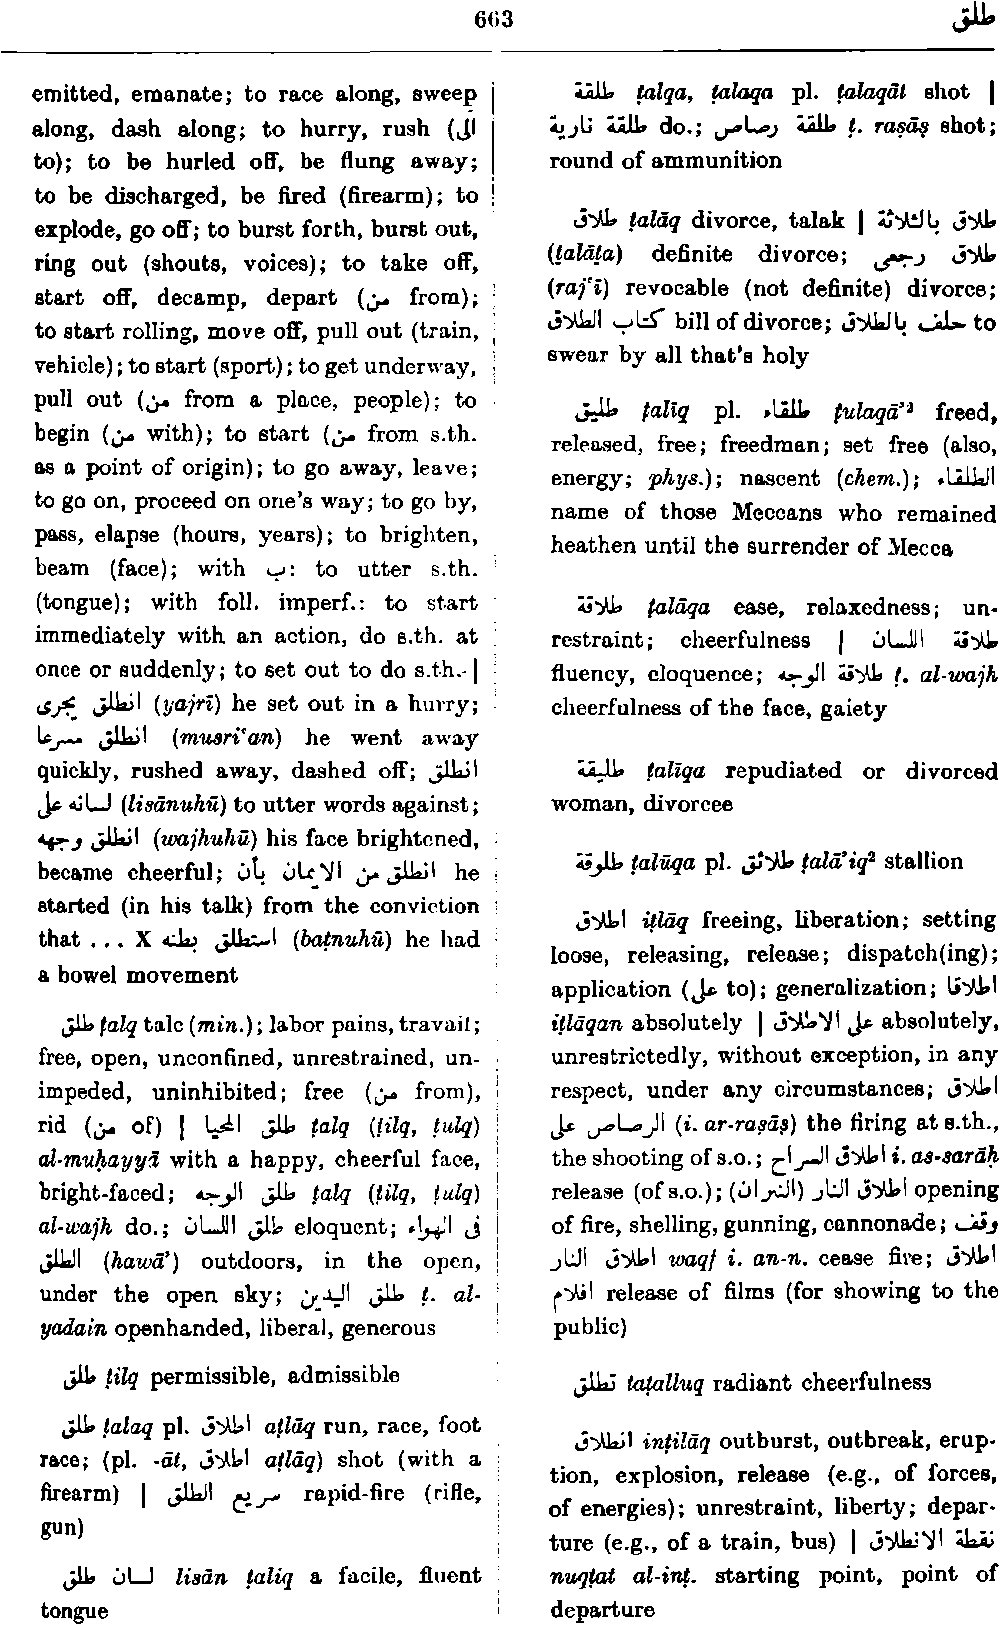 663
طلق
emitted, emanate; to race along, sweep
along, dash along; to hurry, rush (الى
to); to be hurled off, be flung away;
to be discharged, be fired (firearm); to
explode, go off; to burst forth, burst out,
ring out (shouts, voices); to take off,
start off, decamp, depart (من from);
to start rolling, move off, pull out (train,
vehicle); to start (sport); to get underway,
pull out (من from a place, people); to
begin (من with); to start (من from s.th.
as a point of origin); to go away, leave;
to go on, proceed on one's way; to go by,
pass, elapse (hours, years); to brighten,
beam (face); with ب: to utter s.th.
(tongue); with foll. imperf.: to start
immediately with an action, do s.th. at
once or suddenly; to set out to do s.th. |
انطلق يجرى (yajrī) he set out in a hurry;
انطلق مسرعا (musri‘an) he went away
quickly, rushed away, dashed off; انطلق
لسانه على (lisānuhū) to utter words against;
انطلق وجهه (wajhuhū) his face brightened,
became cheerful; انطلق من الايمان بأن he
started (in his talk) from the conviction
that ... X استطلق بطنه (baṭnuhū) he had
a bowel movement
طلق ṭalq talc (min.); labor pains, travail;
free, open, unconfined, unrestrained, un-
impeded, uninhibited; free (من from),
rid (من of) | طلق المحيا ṭalq (ṭilq, ṭulq)
al-muḥayyā with a happy, cheerful face,
bright-faced; طلق الوجه ṭalq (ṭilq, ṭulq)
al-wajh do.; طلق اللسان eloquent; فى الهواء
الطلق (hawā’) outdoors, in the open,
under the open sky; طلق اليدين ṭ. al-
yadain openhanded, liberal, generous
طلق ṭilq permissible, admissible
طلق ṭalaq pl. اطلاق aṭlāq run, race, foot
race; (pl. -āt, اطلاق aṭlāq) shot (with a
firearm) | سريع الطلق rapid-fire (rifle,
gun)
لسان طلق lisān ṭaliq a facile, fluent
tongue
طلقة ṭalqa, ṭalaqa pl. ṭalaqāt shot |
طلقة نارية do.; طلقة رصاص ṭ. raṣāṣ shot;
round of ammunition
طلاق ṭalāq divorce, talak | طلاق بالثلاثة
(ṯalāṯa) definite divorce; طلاق رجعى
(raj‘ī) revocable (not definite) divorce;
كتاب الطلاق bill of divorce; حلف بالطلاق to
swear by all that's holy
طليق ṭalīq pl. طلقاء ṭulaqā’² freed,
released, free; freedman; set free (also,
energy; phys.); nascent (chem.); الطلقاء
name of those Meccans who remained
heathen until the surrender of Mecca
طلاقة ṭalāqa ease, relaxedness; un-
restraint; cheerfulness | طلاقة اللسان
fluency, eloquence; طلاقة الوجه ṭ. al-wajh
cheerfulness of the face, gaiety
طليقة ṭalīqa repudiated or divorced
woman, divorcee
طلوقة ṭalūqa pl. طلائق ṭalā’iq² stallion
اطلاق iṭlāq freeing, liberation; setting
loose, releasing, release; dispatch(ing);
application (على to); generalization; اطلاقا
iṭlāqan absolutely | على الاطلاق absolutely,
unrestrictedly, without exception, in any
respect, under any circumstances; اطلاق
الرصاص على (i. ar-raṣāṣ) the firing at s.th.,
the shooting of s.o.; اطلاق السراح i. as-sarāḥ
release (of s.o.); اطلاق النار (النيران) opening
of fire, shelling, gunning, cannonade; وقف
اطلاق النار waqf i. an-n. cease fire; اطلاق
افلام release of films (for showing to the
public)
تطلق taṭalluq radiant cheerfulness
انطلاق inṭilāq outburst, outbreak, erup-
tion, explosion, release (e.g., of forces,
of energies); unrestraint, liberty; depar-
ture (e.g., of a train, bus) | نقطة الانطلاق
nuqṭat al-inṭ. starting point, point of
departure